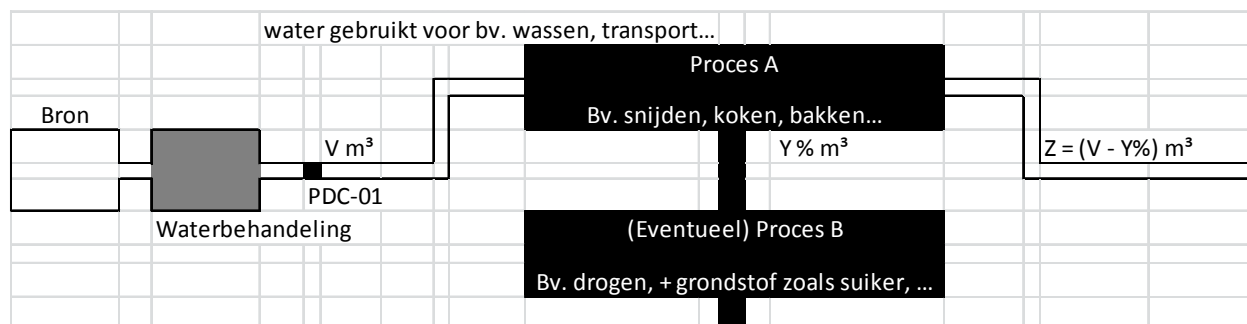 water gebruikt voor bv. wassen, transport...
Proces A
Bv. snijden, koken, bakken...
Bron
V m³
Y % m³
Z = (V - Y%) m³
PDC-01
Waterbehandeling
(Eventueel) Proces B
Bv. drogen, + grondstof zoals suiker, ...